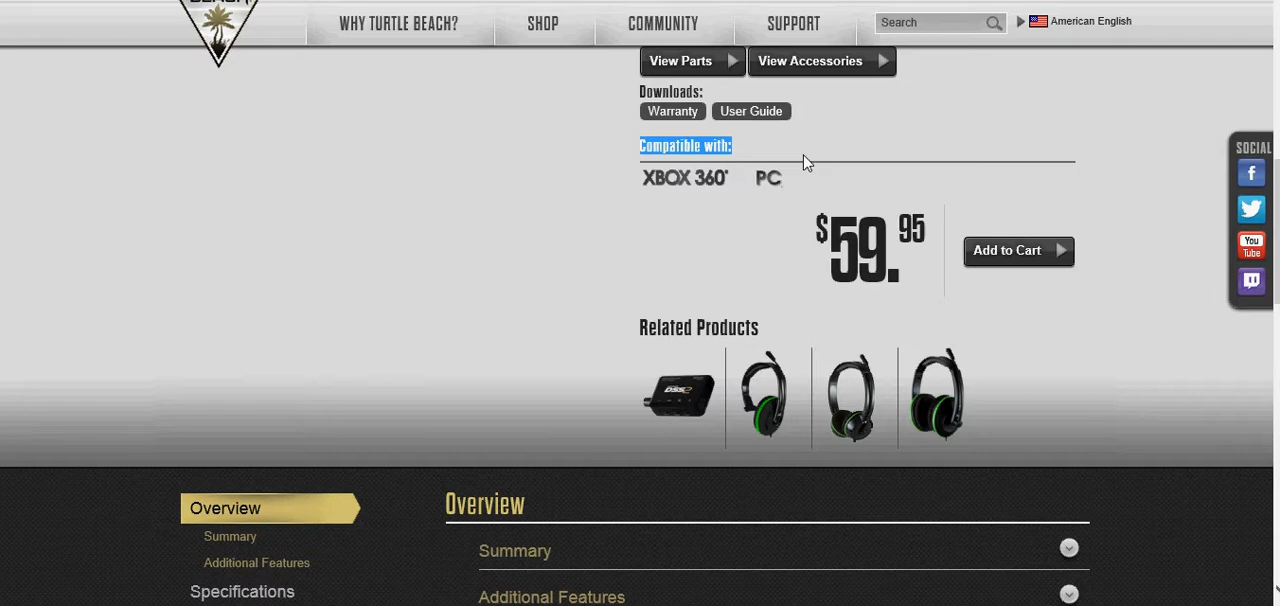 BEACH
WHY TURTLE BEACH?
SHOP
COMMUNITY
SUPPORT
Search
American English
View Parts
View Accessories
Downloads:
Warranty
User Guide
Compatible with:
XBOX 360
PC
SOCIAL
You
Tube
$59.95
Add to Cart
Related Products
DSS2
Overview
Summary
Additional Features
Specifications
Overview
Summary
Additional Features